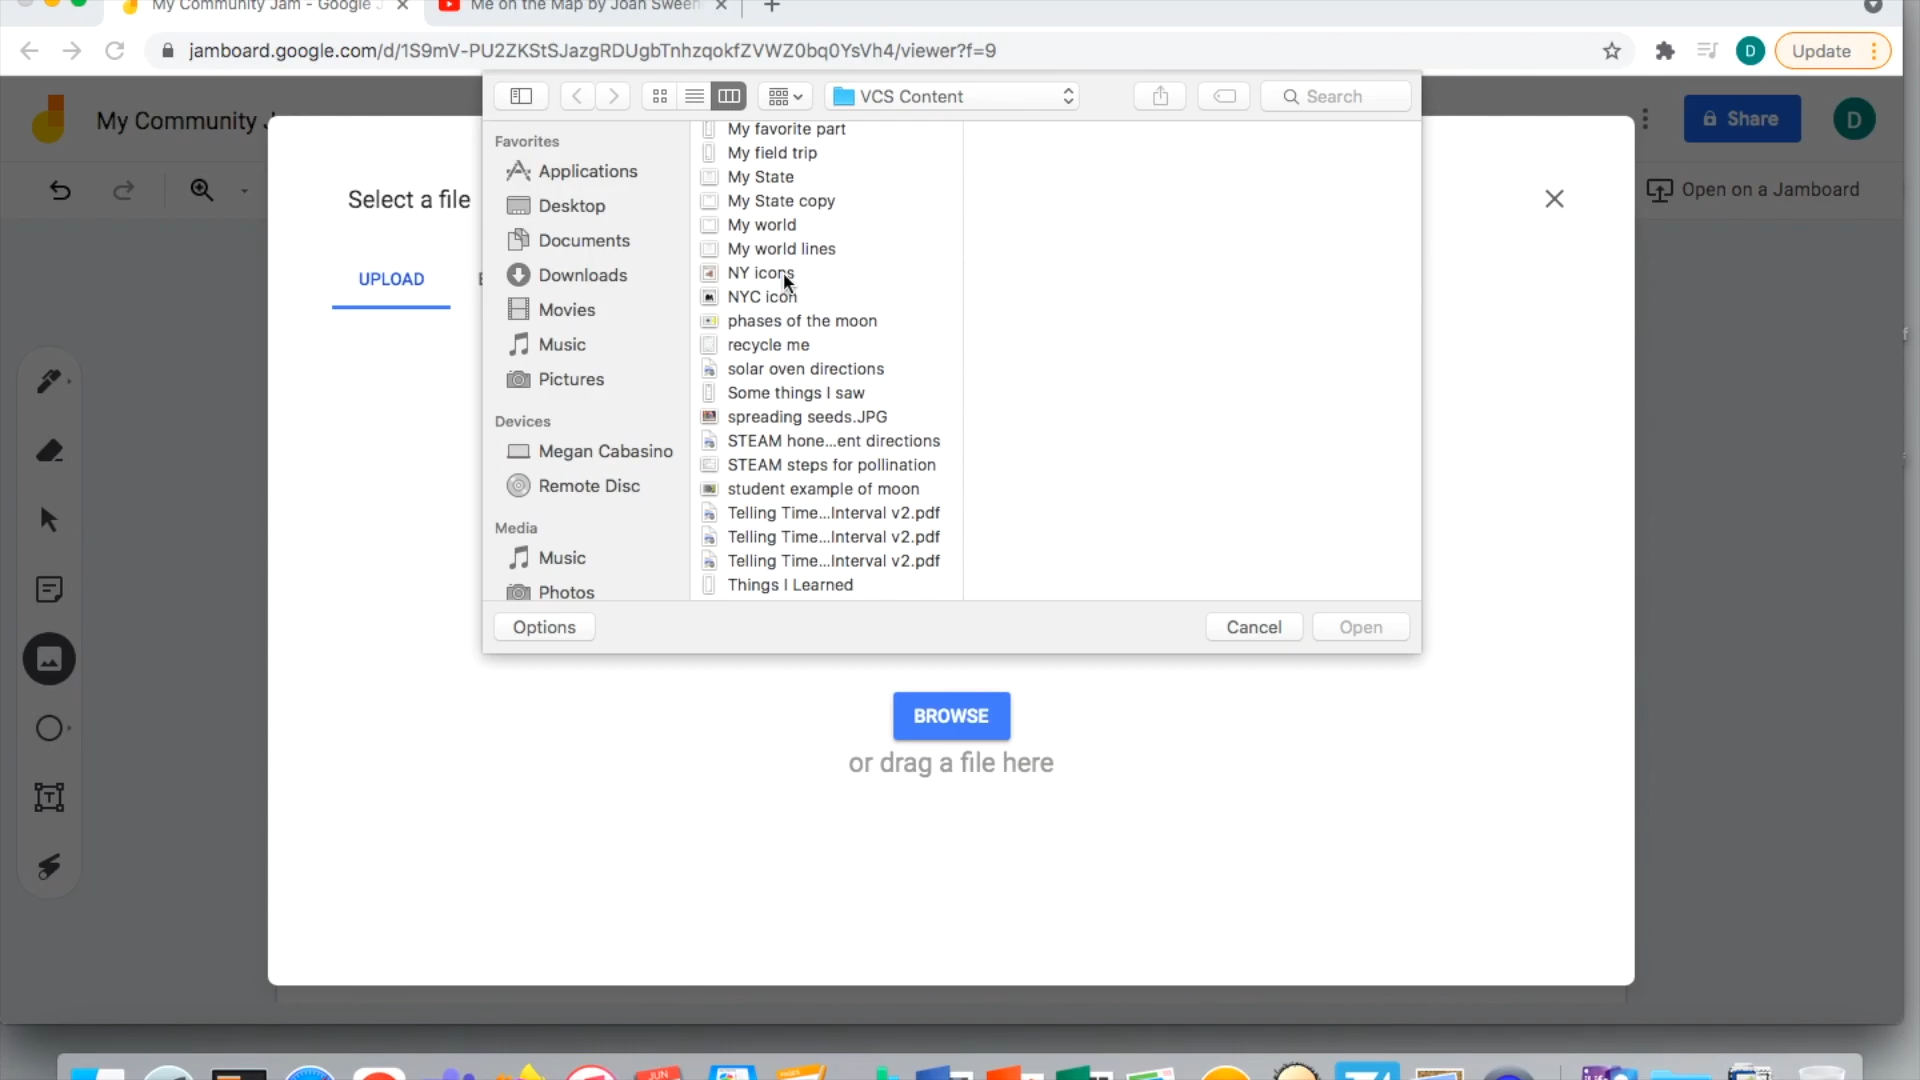 My Community Jam - Google J
Me on the Map by Joan Sween
jamboard.google.com/d/1S9mV-PU2ZKStSJazgRDUgbTnhzqokfZVWZ0bq0YsVh4/viewer?f=9
D
Update
My Community J
VCS Content
Search
Share
D
Open on a Jamboard
Select a file
UPLOAD
Favorites
Applications
Desktop
Documents
Downloads
Movies
Music
Pictures
Devices
Megan Cabasino
Remote Disc
Media
Music
Photos
My favorite part
My field trip
My State
My State copy
My world
My world lines
NY icons
NYC icon
phases of the moon
recycle me
solar oven directions
Some things I saw
spreading seeds.JPG
STEAM hone...ent directions
STEAM steps for pollination
student example of moon
Telling Time...Interval v2.pdf
Telling Time...Interval v2.pdf
Telling Time...Interval v2.pdf
Things I Learned
Options
Cancel
Open
BROWSE
or drag a file here
JUN
PAGES